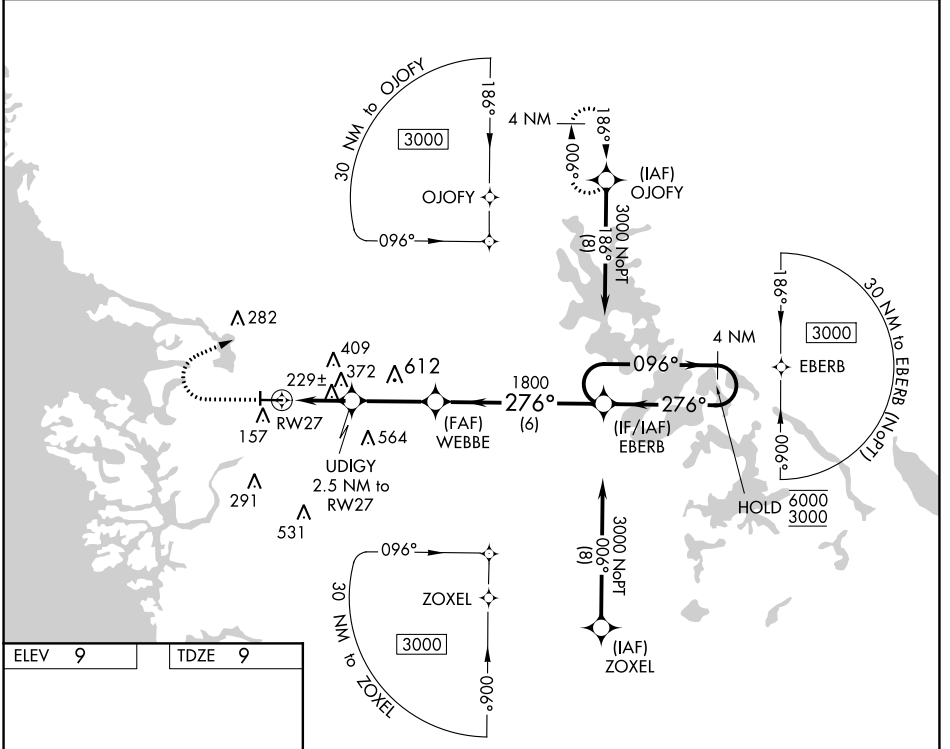 30 NM to OJOFY
186°
3000
OJOFY
096°
4 NM
186°
006°
(IAF)
OJOFY
3000 NoPT
186°
(8)
186°
30 NM to EBERB (NoPT)
3000
EBERB
006°
282
409
372
229±
612
157
RW27
564
UDIGY
2.5 NM to
RW27
291
531
(FAF)
WEBBE
1800
276°
(6)
(IF/IAF)
EBERB
096°
276°
4 NM
HOLD
6000
3000
3000 NoPT
006°
(8)
(IAF)
ZOXEL
096°
ZOXEL
3000
006°
30 NM to ZOXEL
ELEV 9
TDZE 9